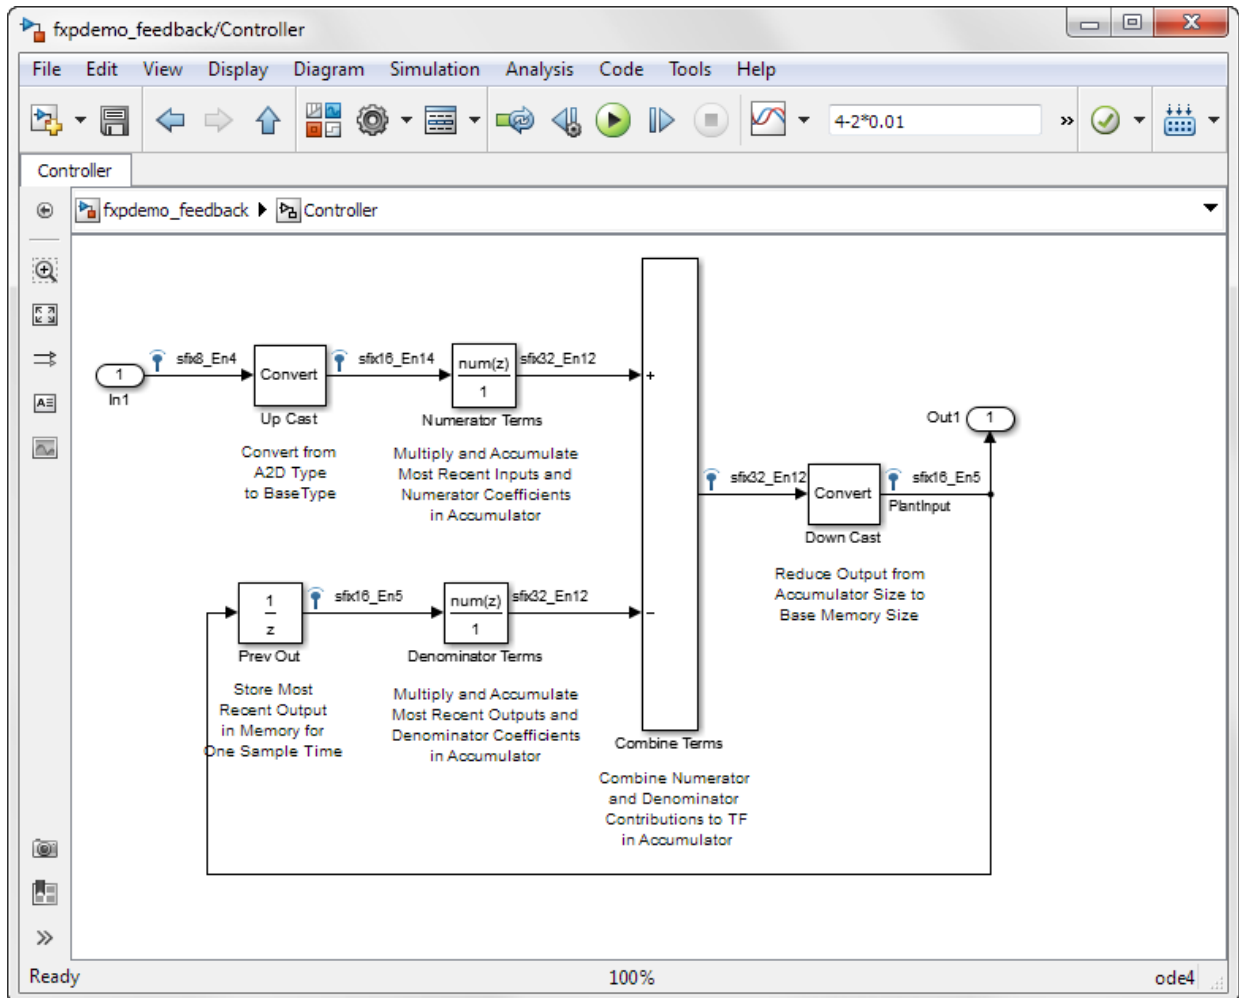 fxpdemo_feedback/Controller
File Edit View Display Diagram Simulation Analysis Code Tools Help
4-2*0.01
Controller
fxpdemo_feedback Controller
1
In1
sfix8_En4
Convert
Up Cast
Convert from
A2D Type
to BaseType
sfix16_En14
num(z)
1
Numerator Terms
Multiply and Accumulate
Most Recent Inputs and
Numerator Coefficients
in Accumulator
sfix32_En12
+
1
z
Prev Out
Store Most
Recent Output
in Memory for
One Sample Time
sfix16_En5
num(z)
1
Denominator Terms
Multiply and Accumulate
Most Recent Outputs and
Denominator Coefficients
in Accumulator
sfix32_En12
−
Combine Terms
Combine Numerator
and Denominator
Contributions to TF
in Accumulator
sfix32_En12
Convert
Down Cast
Reduce Output from
Accumulator Size to
Base Memory Size
sfix16_En5
PlantInput
Out1
1
Ready 100% ode4